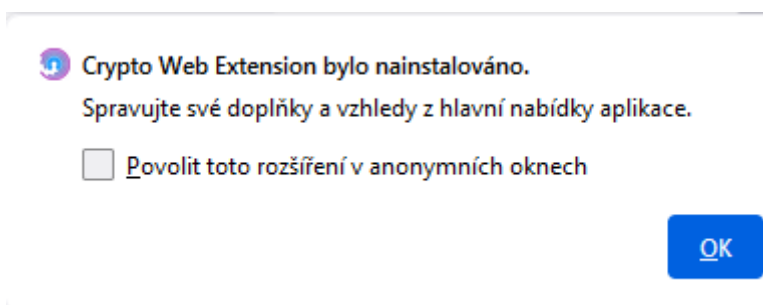 Crypto Web Extension bylo nainstalováno.
Spravujte své doplňky a vzhledy z hlavní nabídky aplikace.
Povolit toto rozšíření v anonymních oknech
OK